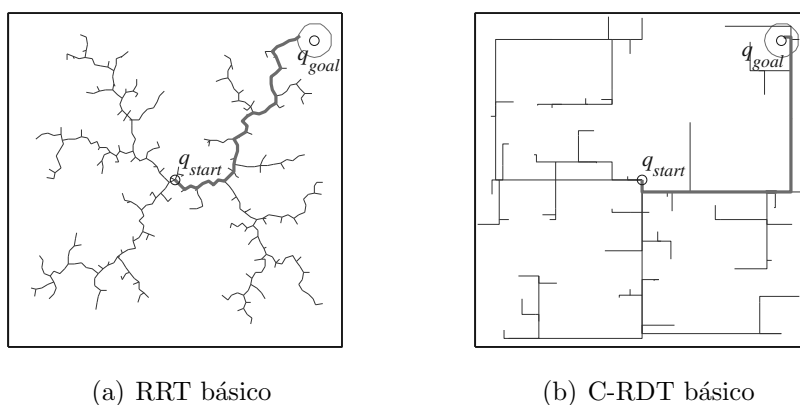 q_goal
q_start
q_goal
q_start
(a) RRT básico
(b) C-RDT básico